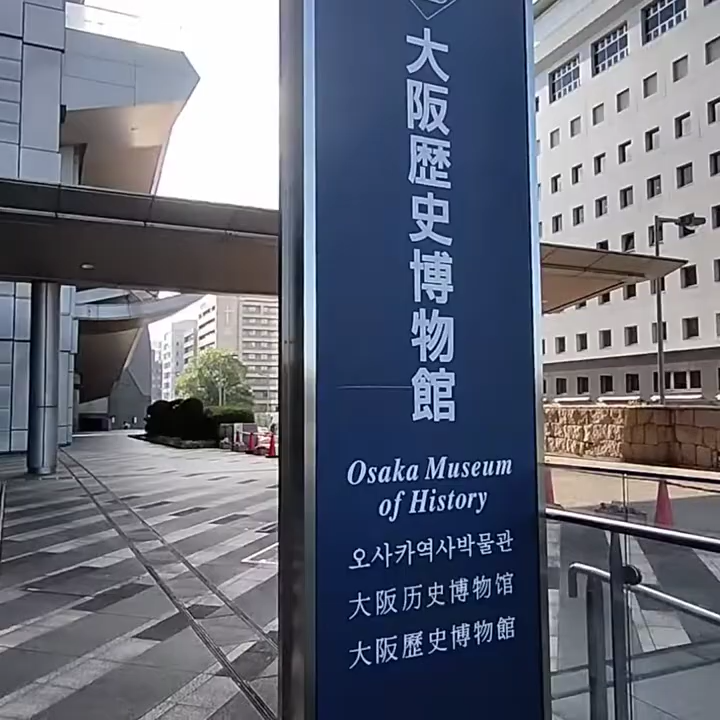 大阪歴史博物館
Osaka Museum
of History
오사카역사박물관
大阪历史博物馆
大阪歷史博物館